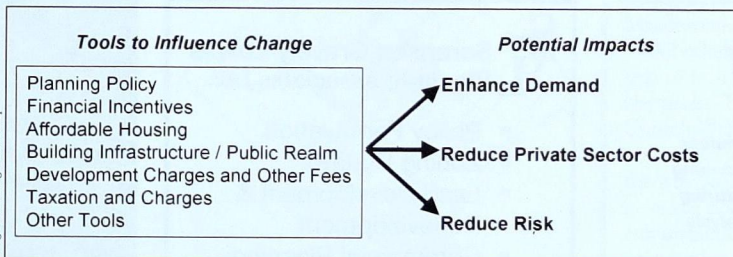 Tools to Influence Change
Potential Impacts
Planning Policy
Financial Incentives
Affordable Housing
Building Infrastructure / Public Realm
Development Charges and Other Fees
Taxation and Charges
Other Tools
Enhance Demand
Reduce Private Sector Costs
Reduce Risk